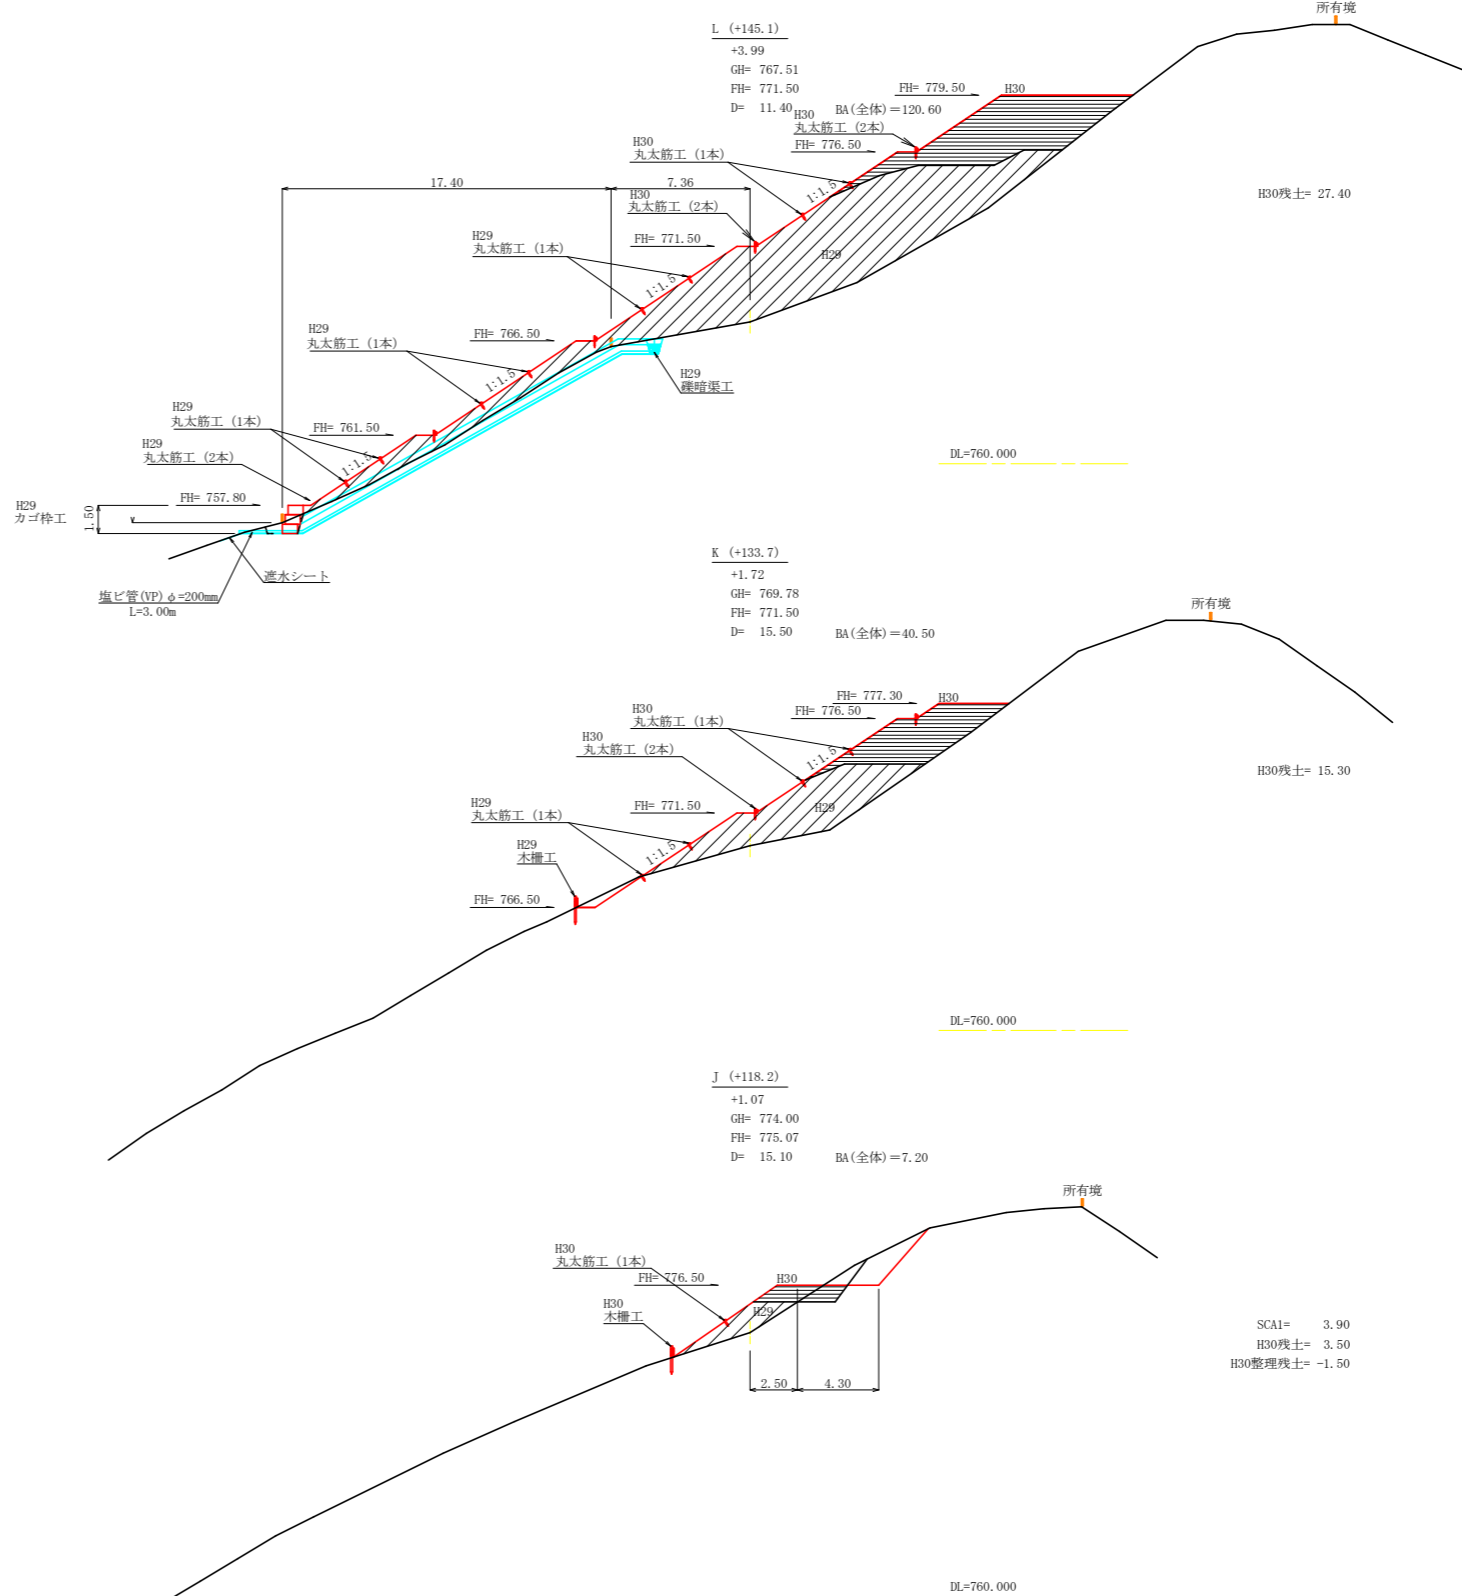 所有境
L (+145.1)
+3.99
GH= 767.51
FH= 771.50
D= 11.40
BA(全体)=120.60
FH= 779.50
H30
H30
丸太筋工 (2本)
FH= 776.50
H30
丸太筋工 (1本)
1:1.5
H30残土= 27.40
17.40
7.36
H30
丸太筋工 (2本)
FH= 771.50
H29
H29
丸太筋工 (1本)
1:1.5
FH= 766.50
H29
丸太筋工 (1本)
1:1.5
H29
礫暗渠工
H29
丸太筋工 (1本)
FH= 761.50
H29
丸太筋工 (2本)
1:1.5
FH= 757.80
H29
カゴ枠工
1.50
DL=760.000
遮水シート
塩ビ管(VP) φ=200mm
L=3.00m
K (+133.7)
+1.72
GH= 769.78
FH= 771.50
D= 15.50
BA(全体)=40.50
所有境
FH= 777.30
H30
H30
丸太筋工 (1本)
FH= 776.50
H30
丸太筋工 (2本)
1:1.5
H30残土= 15.30
H29
丸太筋工 (1本)
FH= 771.50
H29
1:1.5
H29
木柵工
FH= 766.50
DL=760.000
J (+118.2)
+1.07
GH= 774.00
FH= 775.07
D= 15.10
BA(全体)=7.20
所有境
H30
丸太筋工 (1本)
FH= 776.50
H30
H29
H30
木柵工
2.50
4.30
SCA1= 3.90
H30残土= 3.50
H30整理残土= -1.50
DL=760.000